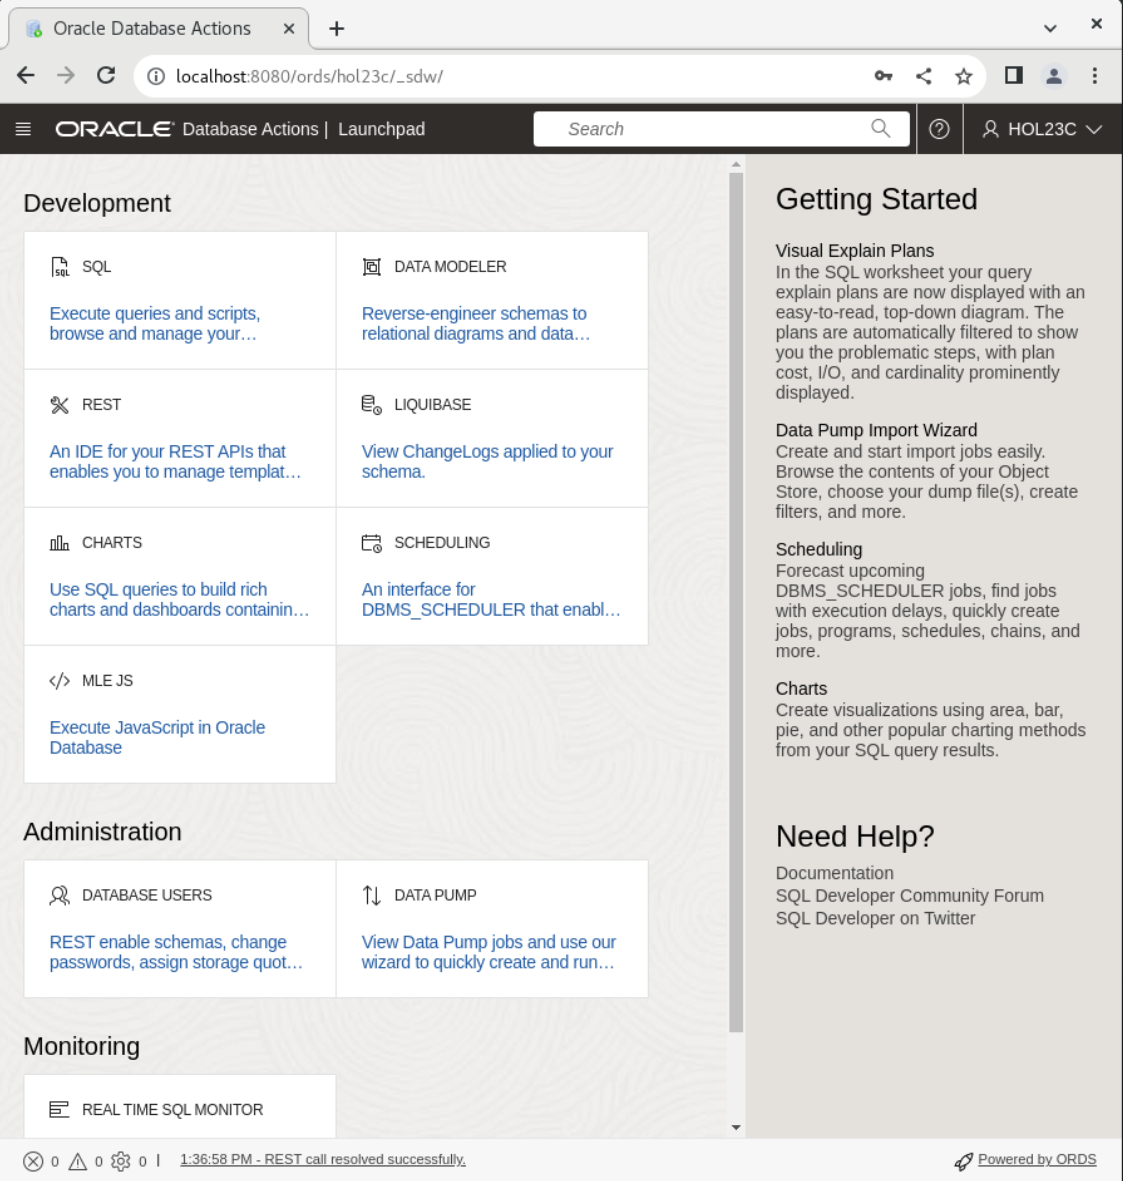 Oracle Database Actions
localhost:8080/ords/hol23c/_sdw/
ORACLE Database Actions | Launchpad
Search
HOL23C
Development
SQL
Execute queries and scripts,
browse and manage your…
DATA MODELER
Reverse-engineer schemas to
relational diagrams and data…
REST
An IDE for your REST APIs that
enables you to manage templat…
LIQUIBASE
View ChangeLogs applied to your
schema.
CHARTS
Use SQL queries to build rich
charts and dashboards containin…
SCHEDULING
An interface for
DBMS_SCHEDULER that enabl…
MLE JS
Execute JavaScript in Oracle
Database
Administration
DATABASE USERS
REST enable schemas, change
passwords, assign storage quot…
DATA PUMP
View Data Pump jobs and use our
wizard to quickly create and run…
Monitoring
REAL TIME SQL MONITOR
Getting Started
Visual Explain Plans
In the SQL worksheet your query
explain plans are now displayed with an
easy-to-read, top-down diagram. The
plans are automatically filtered to show
you the problematic steps, with plan
cost, I/O, and cardinality prominently
displayed.
Data Pump Import Wizard
Create and start import jobs easily.
Browse the contents of your Object
Store, choose your dump file(s), create
filters, and more.
Scheduling
Forecast upcoming
DBMS_SCHEDULER jobs, find jobs
with execution delays, quickly create
jobs, programs, schedules, chains, and
more.
Charts
Create visualizations using area, bar,
pie, and other popular charting methods
from your SQL query results.
Need Help?
Documentation
SQL Developer Community Forum
SQL Developer on Twitter
0 0 0 | 1:36:58 PM - REST call resolved successfully.
Powered by ORDS